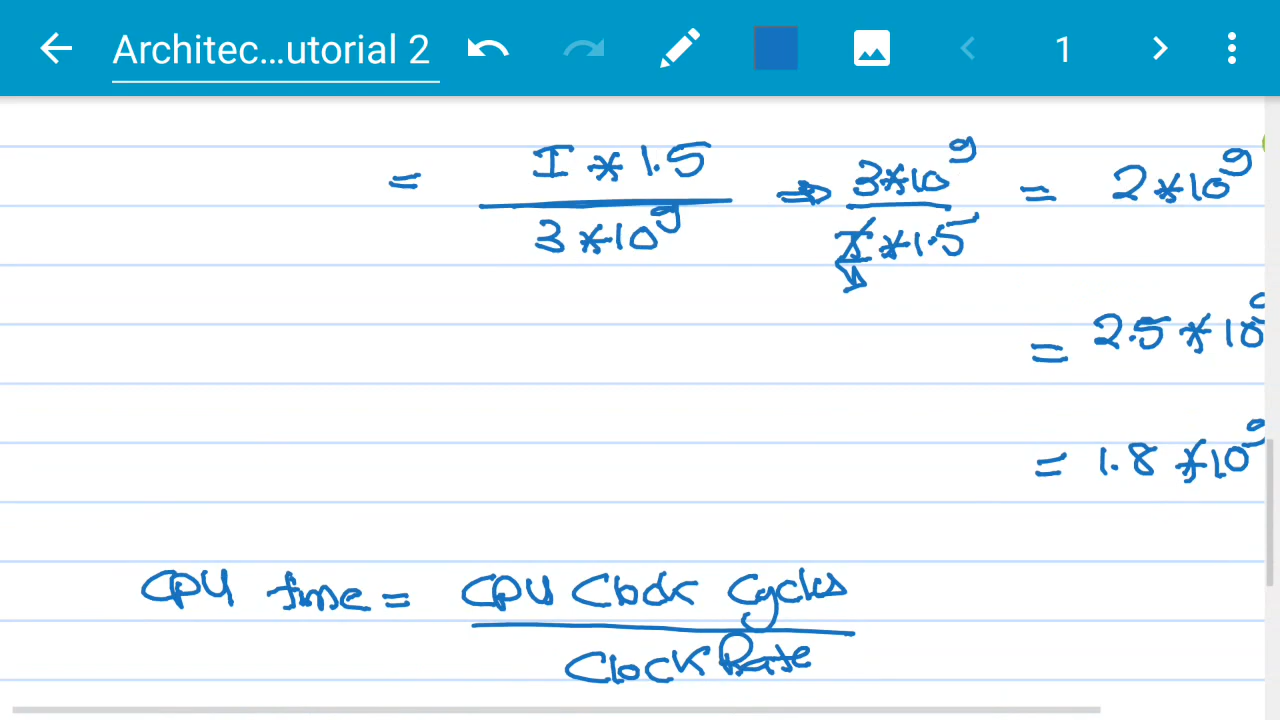 Architec...utorial 2 1
= I * 1.5 / 3 * 10^9 ⇒ 3 * 10^9 / I * 1.5 = 2 * 10^9
= 2.5 * 10^9
= 1.8 * 10^9
CPU time = CPU Clock Cycles
Clock Rate